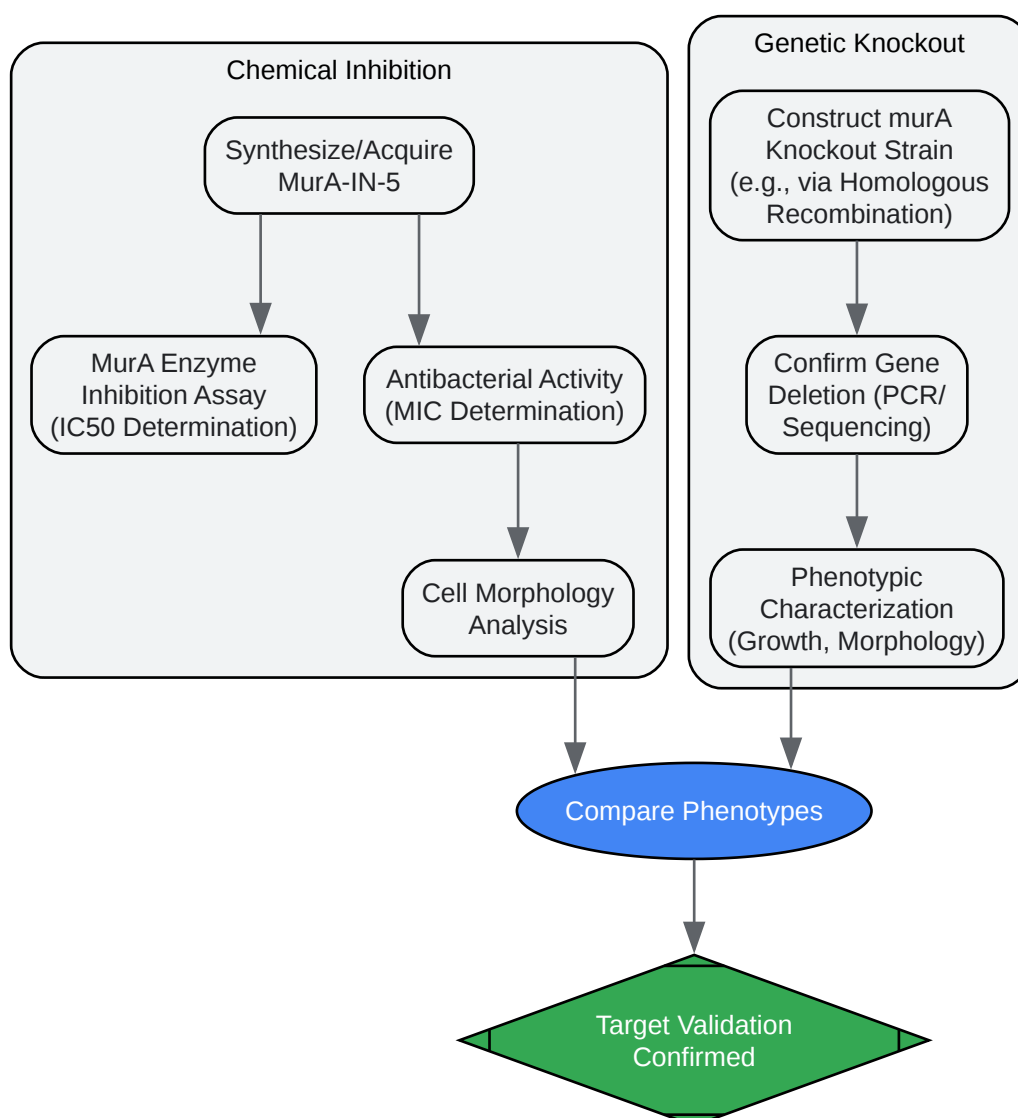 Chemical Inhibition
Synthesize/Acquire
MurA-IN-5
MurA Enzyme
Inhibition Assay
(IC50 Determination)
Antibacterial Activity
(MIC Determination)
Cell Morphology
Analysis
Genetic Knockout
Construct murA
Knockout Strain
(e.g., via Homologous
Recombination)
Confirm Gene
Deletion (PCR/
Sequencing)
Phenotypic
Characterization
(Growth, Morphology)
Compare Phenotypes
Target Validation
Confirmed